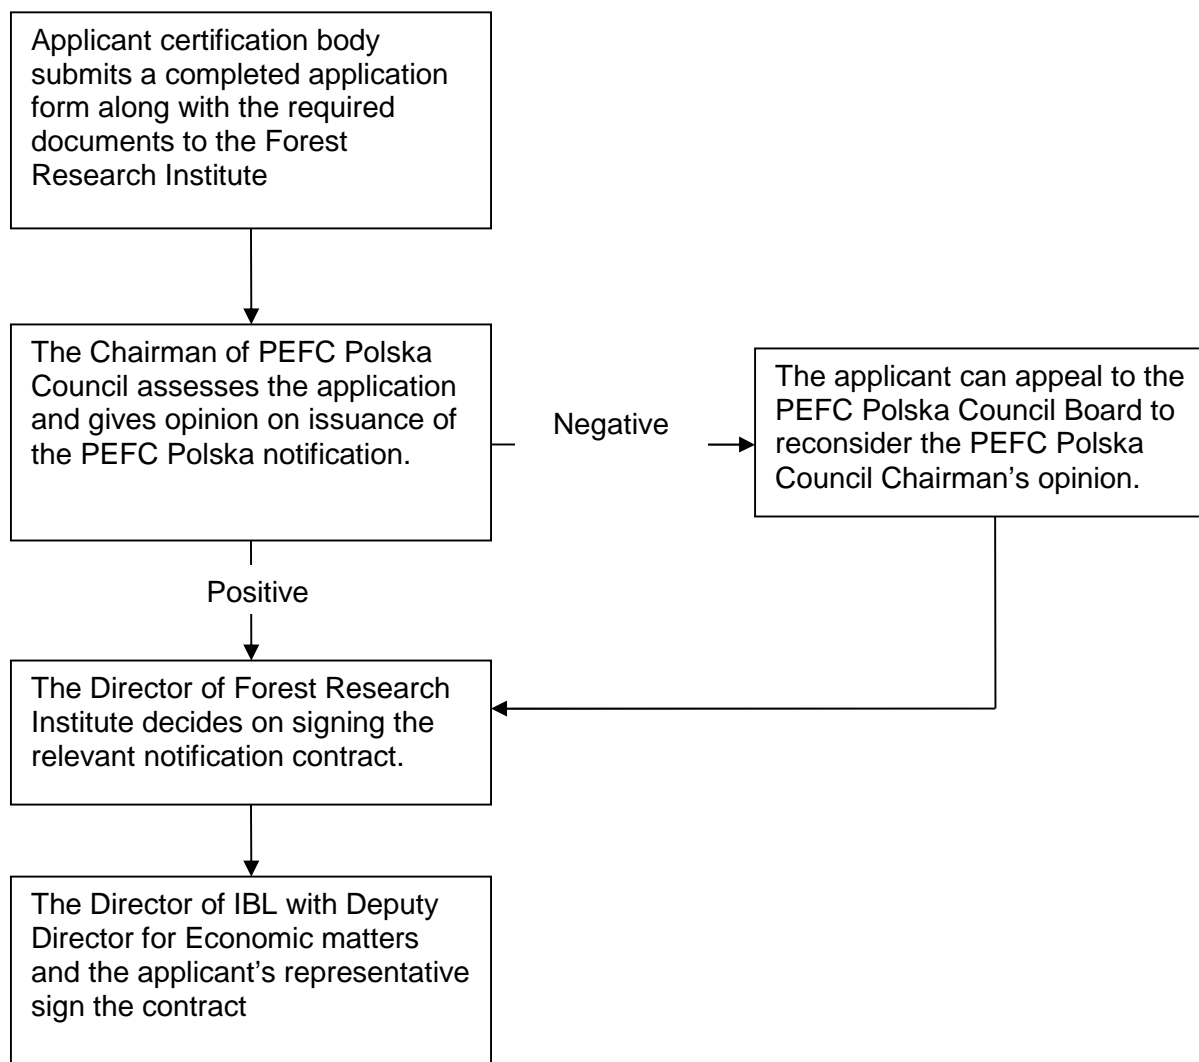 Applicant certification body
submits a completed application
form along with the required
documents to the Forest
Research Institute
The Chairman of PEFC Polska
Council assesses the application
and gives opinion on issuance of
the PEFC Polska notification.
Negative
The applicant can appeal to the
PEFC Polska Council Board to
reconsider the PEFC Polska
Council Chairman’s opinion.
Positive
The Director of Forest Research
Institute decides on signing the
relevant notification contract.
The Director of IBL with Deputy
Director for Economic matters
and the applicant’s representative
sign the contract